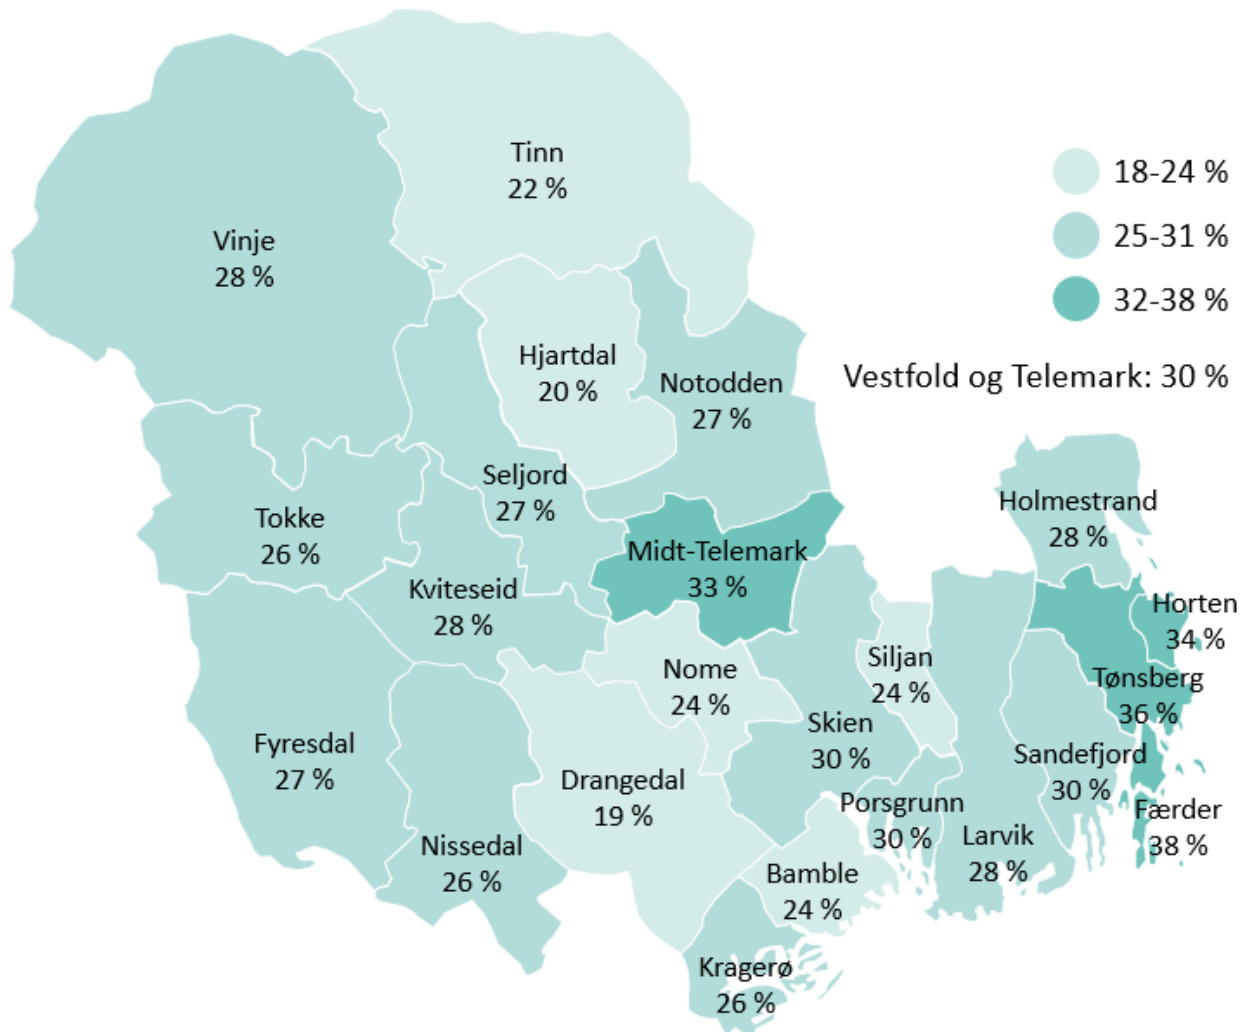 Tinn
22 %
18-24 %
Vinje
28 %
25-31 %
32-38 %
Hjartdal
20 %
Notodden
27 %
Vestfold og Telemark: 30 %
Seljord
27 %
Holmestrand
28 %
Tokke
26 %
Midt-Telemark
33 %
Kviteseid
28 %
Horten
34 %
Nome
24 %
Siljan
24 %
Tønsberg
36 %
Fyresdal
27 %
Skien
30 %
Sandefjord
30 %
Drangedal
19 %
Porsgrunn
30 %
Færder
38 %
Nissedal
26 %
Larvik
28 %
Bamble
24 %
Kragerø
26 %